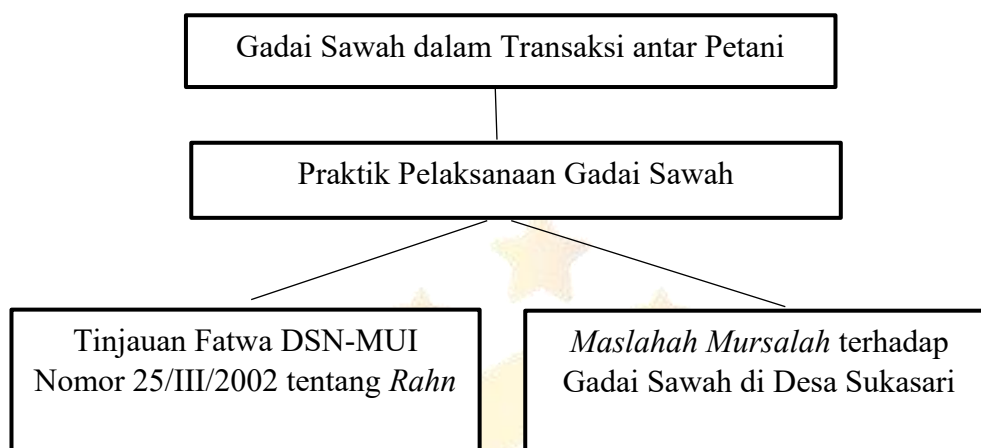 Gadai Sawah dalam Transaksi antar Petani
Praktik Pelaksanaan Gadai Sawah
Tinjauan Fatwa DSN-MUI
Nomor 25/III/2002 tentang Rahn
Maslahah Mursalah terhadap
Gadai Sawah di Desa Sukasari